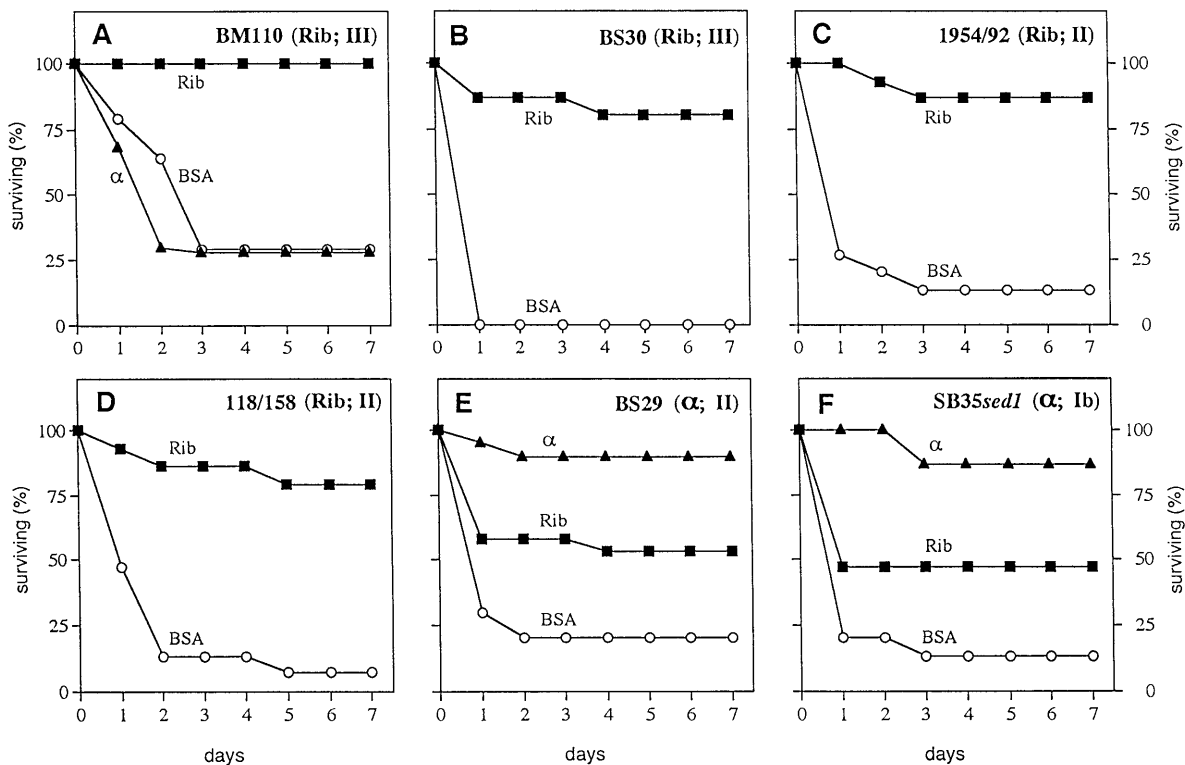 A BM110 (Rib; III)
100
75
50
25
0
surviving (%)
Rib
BSA
α
0 1 2 3 4 5 6 7
B BS30 (Rib; III)
Rib
BSA
0 1 2 3 4 5 6 7
C 1954/92 (Rib; II)
Rib
BSA
100
75
50
25
0
surviving (%)
0 1 2 3 4 5 6 7
D 118/158 (Rib; II)
100
75
50
25
0
surviving (%)
Rib
BSA
0 1 2 3 4 5 6 7
days
E BS29 (α; II)
α
Rib
BSA
0 1 2 3 4 5 6 7
days
F SB35sed1 (α; Ib)
α
Rib
BSA
100
75
50
25
0
surviving (%)
0 1 2 3 4 5 6 7
days